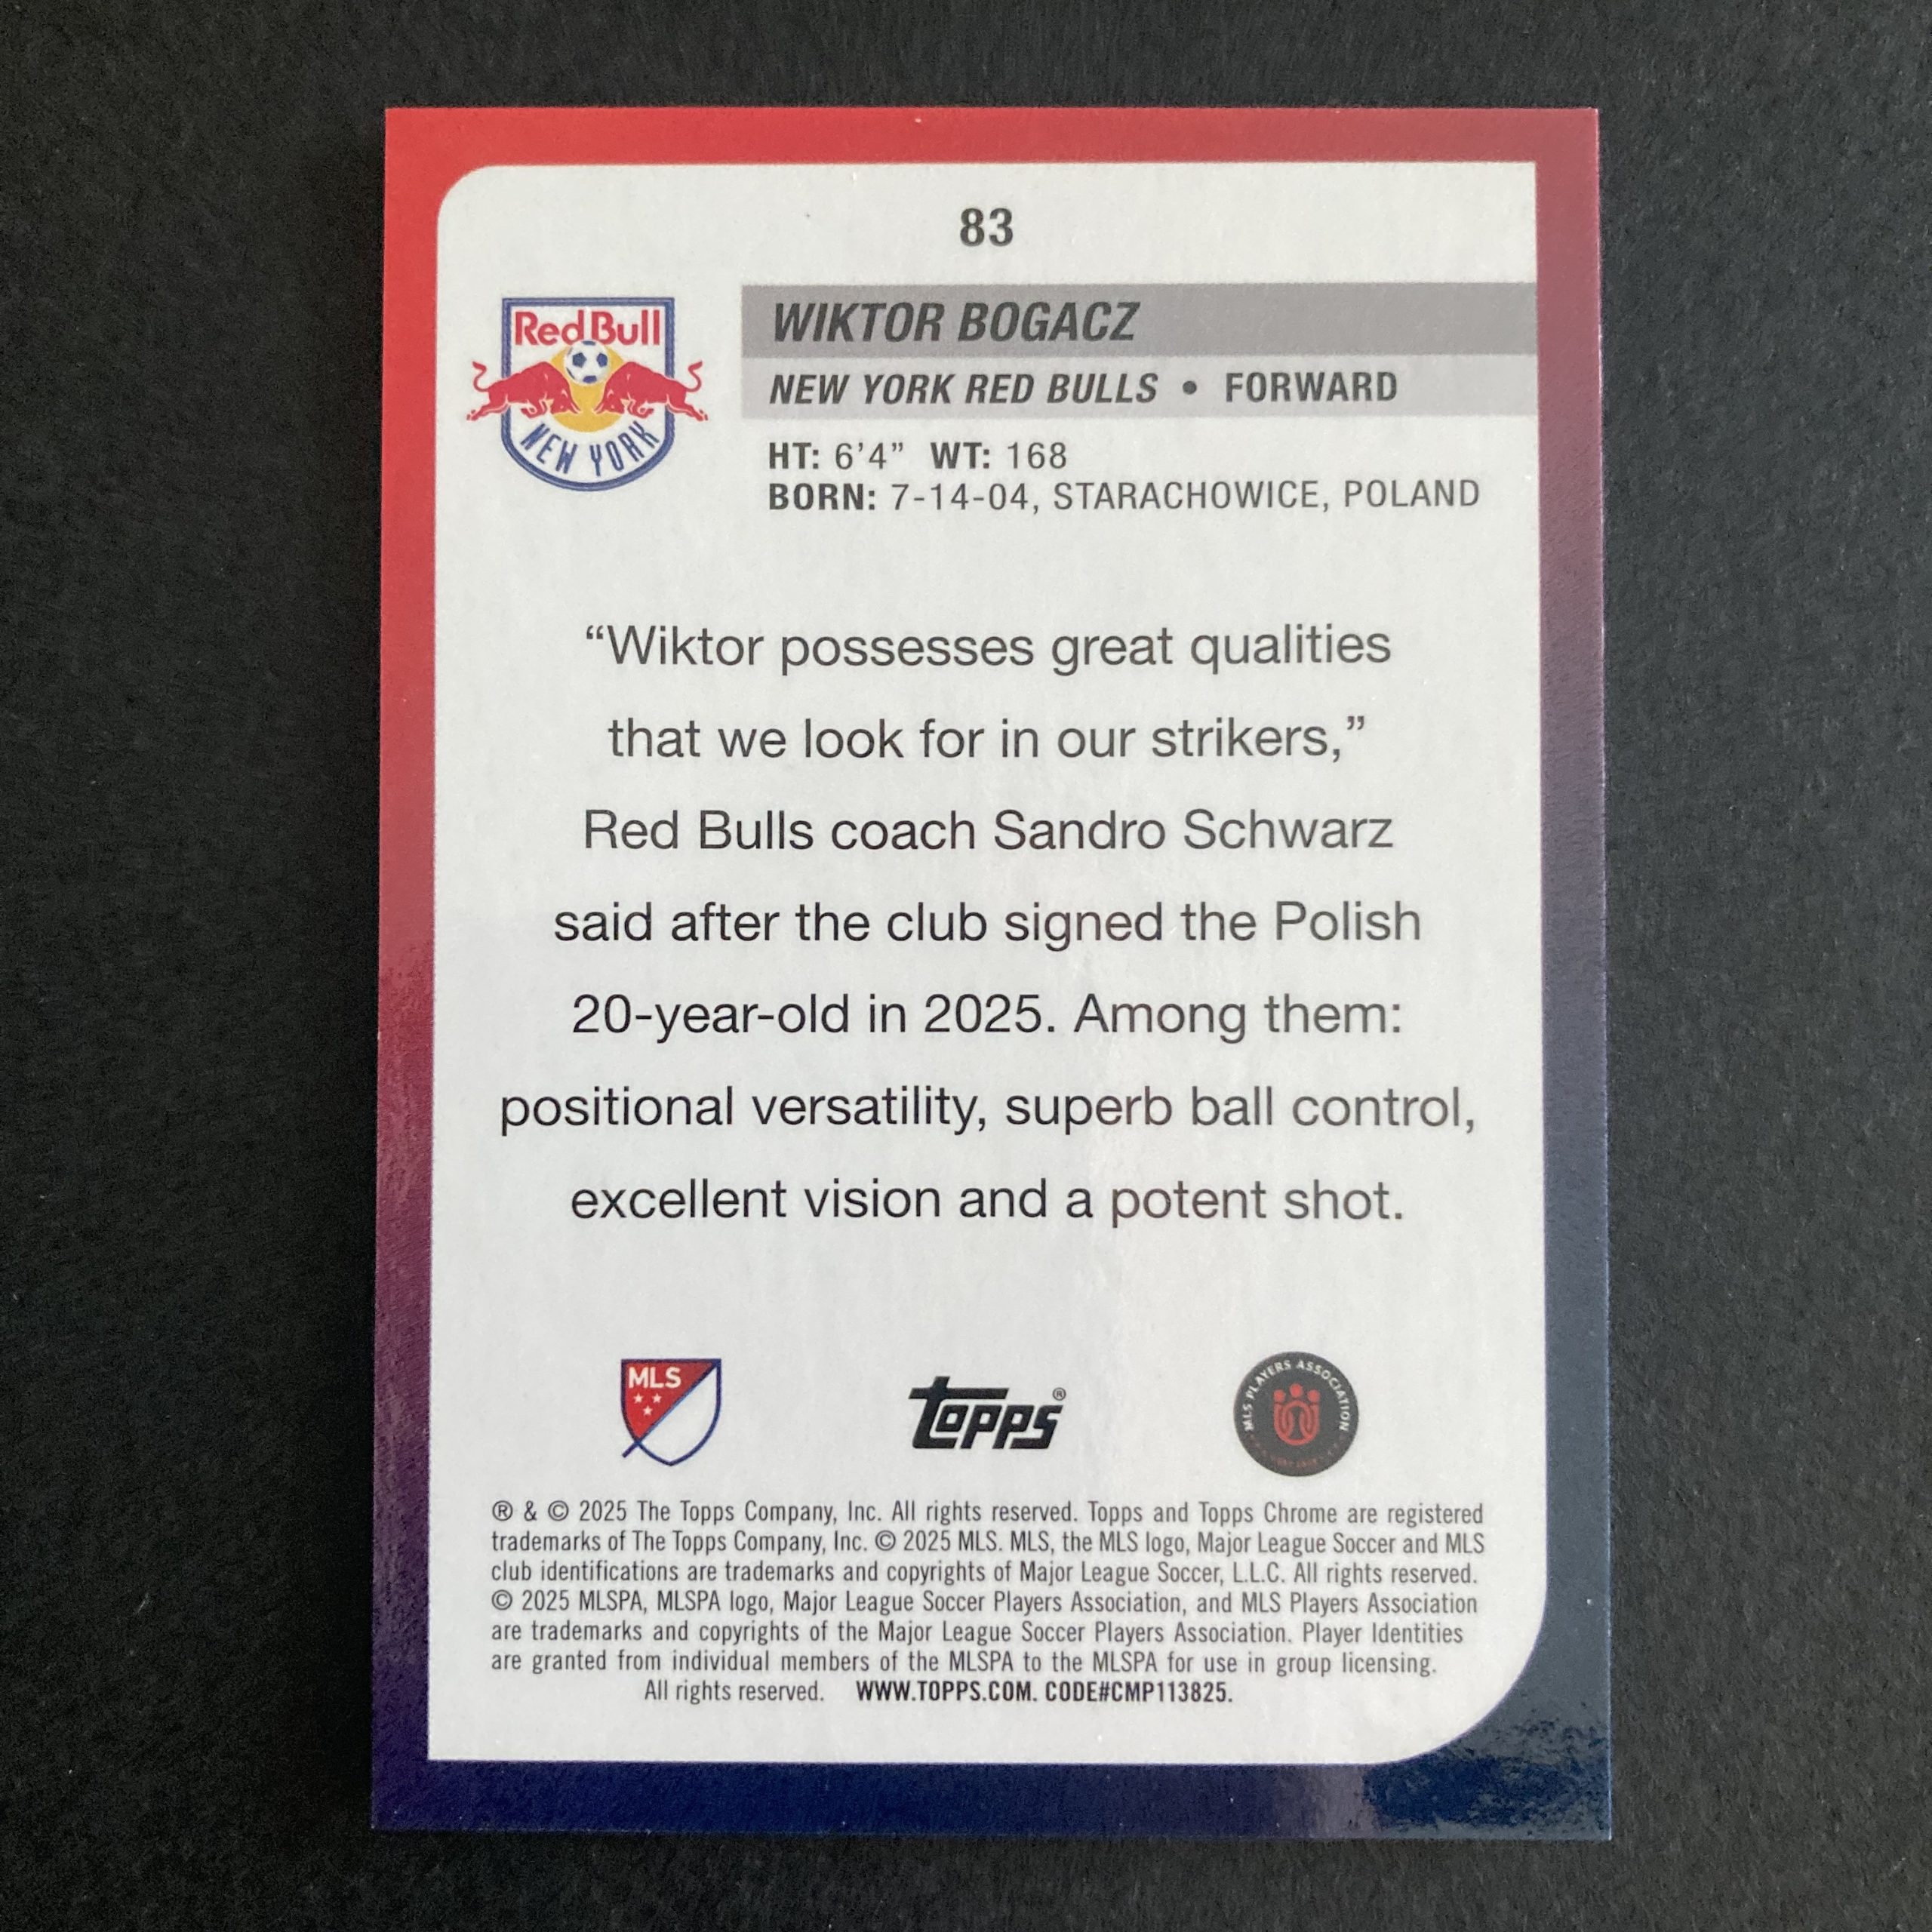 83
Red Bull
NEW YORK
WIKTOR BOGACZ
NEW YORK RED BULLS • FORWARD
HT: 6'4” WT: 168
BORN: 7-14-04, STARACHOWICE, POLAND
“Wiktor possesses great qualities
that we look for in our strikers,”
Red Bulls coach Sandro Schwarz
said after the club signed the Polish
20-year-old in 2025. Among them:
positional versatility, superb ball control,
excellent vision and a potent shot.
MLS
topps®
MLS PLAYERS ASSOCIATION
® & © 2025 The Topps Company, Inc. All rights reserved. Topps and Topps Chrome are registered
trademarks of The Topps Company, Inc. © 2025 MLS. MLS, the MLS logo, Major League Soccer and MLS
club identifications are trademarks and copyrights of Major League Soccer, L.L.C. All rights reserved.
© 2025 MLSPA, MLSPA logo, Major League Soccer Players Association, and MLS Players Association
are trademarks and copyrights of the Major League Soccer Players Association. Player Identities
are granted from individual members of the MLSPA to the MLSPA for use in group licensing.
All rights reserved. WWW.TOPPS.COM. CODE#CMP113825.